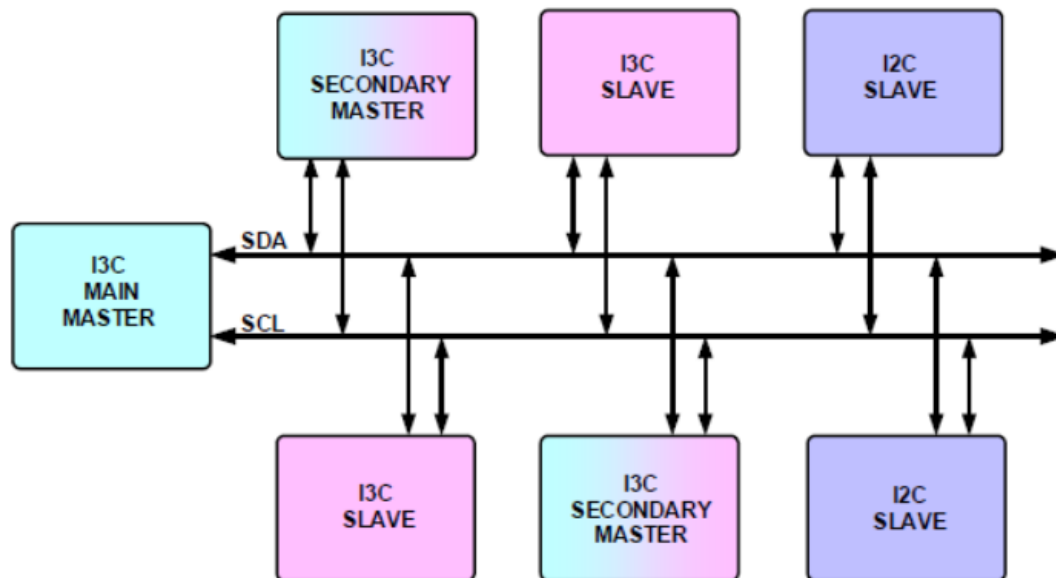 I3C
SECONDARY
MASTER
I3C
SLAVE
I2C
SLAVE
I3C
MAIN
MASTER
SDA
SCL
I3C
SLAVE
I3C
SECONDARY
MASTER
I2C
SLAVE